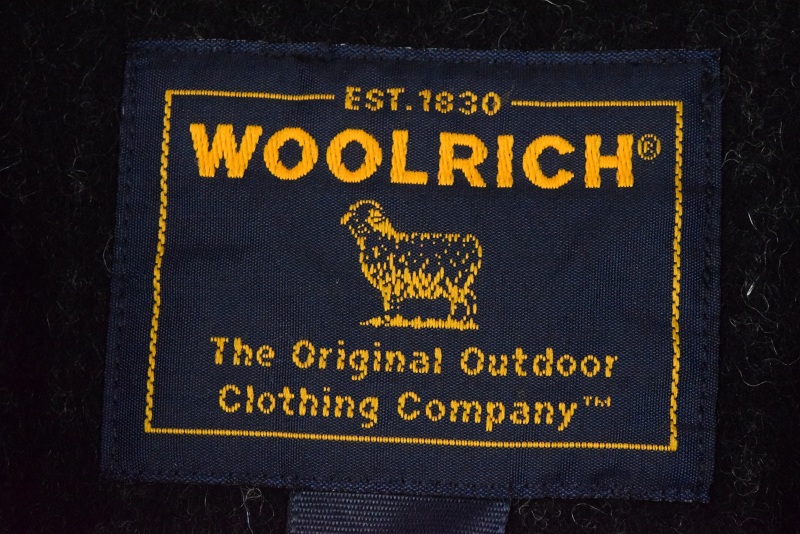 EST. 1830
WOOLRICH®
The Original Outdoor
Clothing Company™